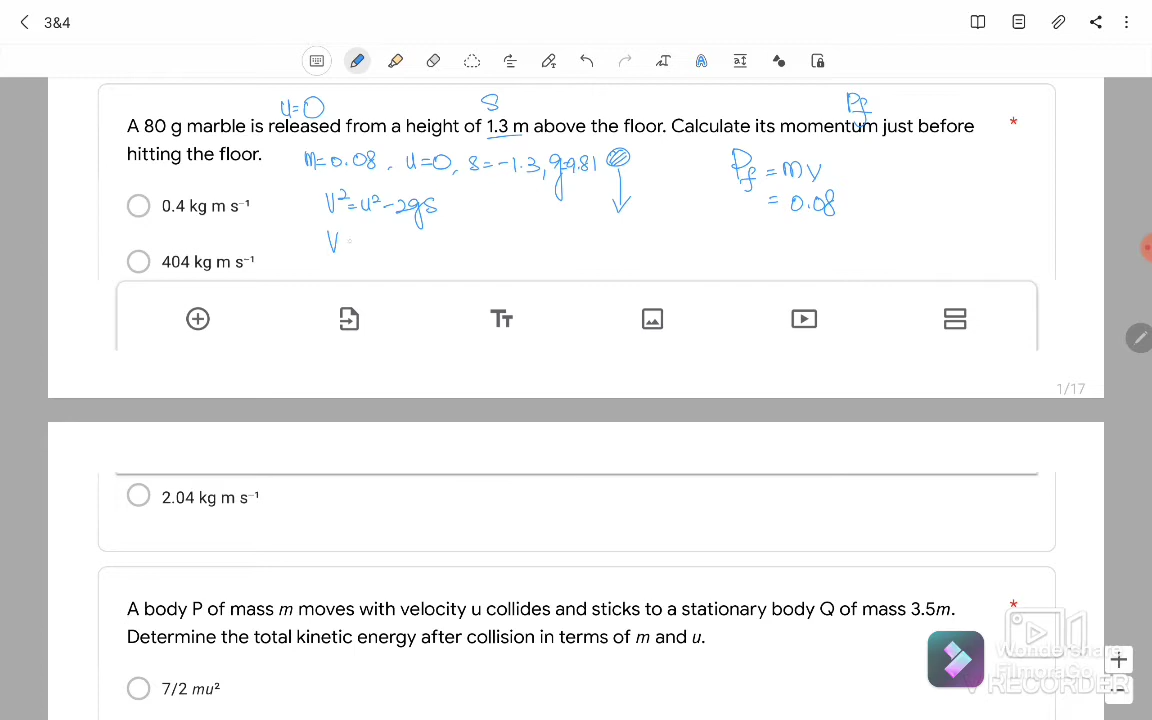 3&4
u=0
S
Pf
A 80 g marble is released from a height of 1.3 m above the floor. Calculate its momentum just before *
hitting the floor.
m=0.08, u=0, s=-1.3, g=9.81
Pf = mv
0.4 kg m s⁻¹
V²=u²-2gs
= 0.08
V
404 kg m s⁻¹
1/17
2.04 kg m s⁻¹
A body P of mass m moves with velocity u collides and sticks to a stationary body Q of mass 3.5m. *
Determine the total kinetic energy after collision in terms of m and u.
Wondershare
FilmoraGo
V RECORDER
7/2 mu²